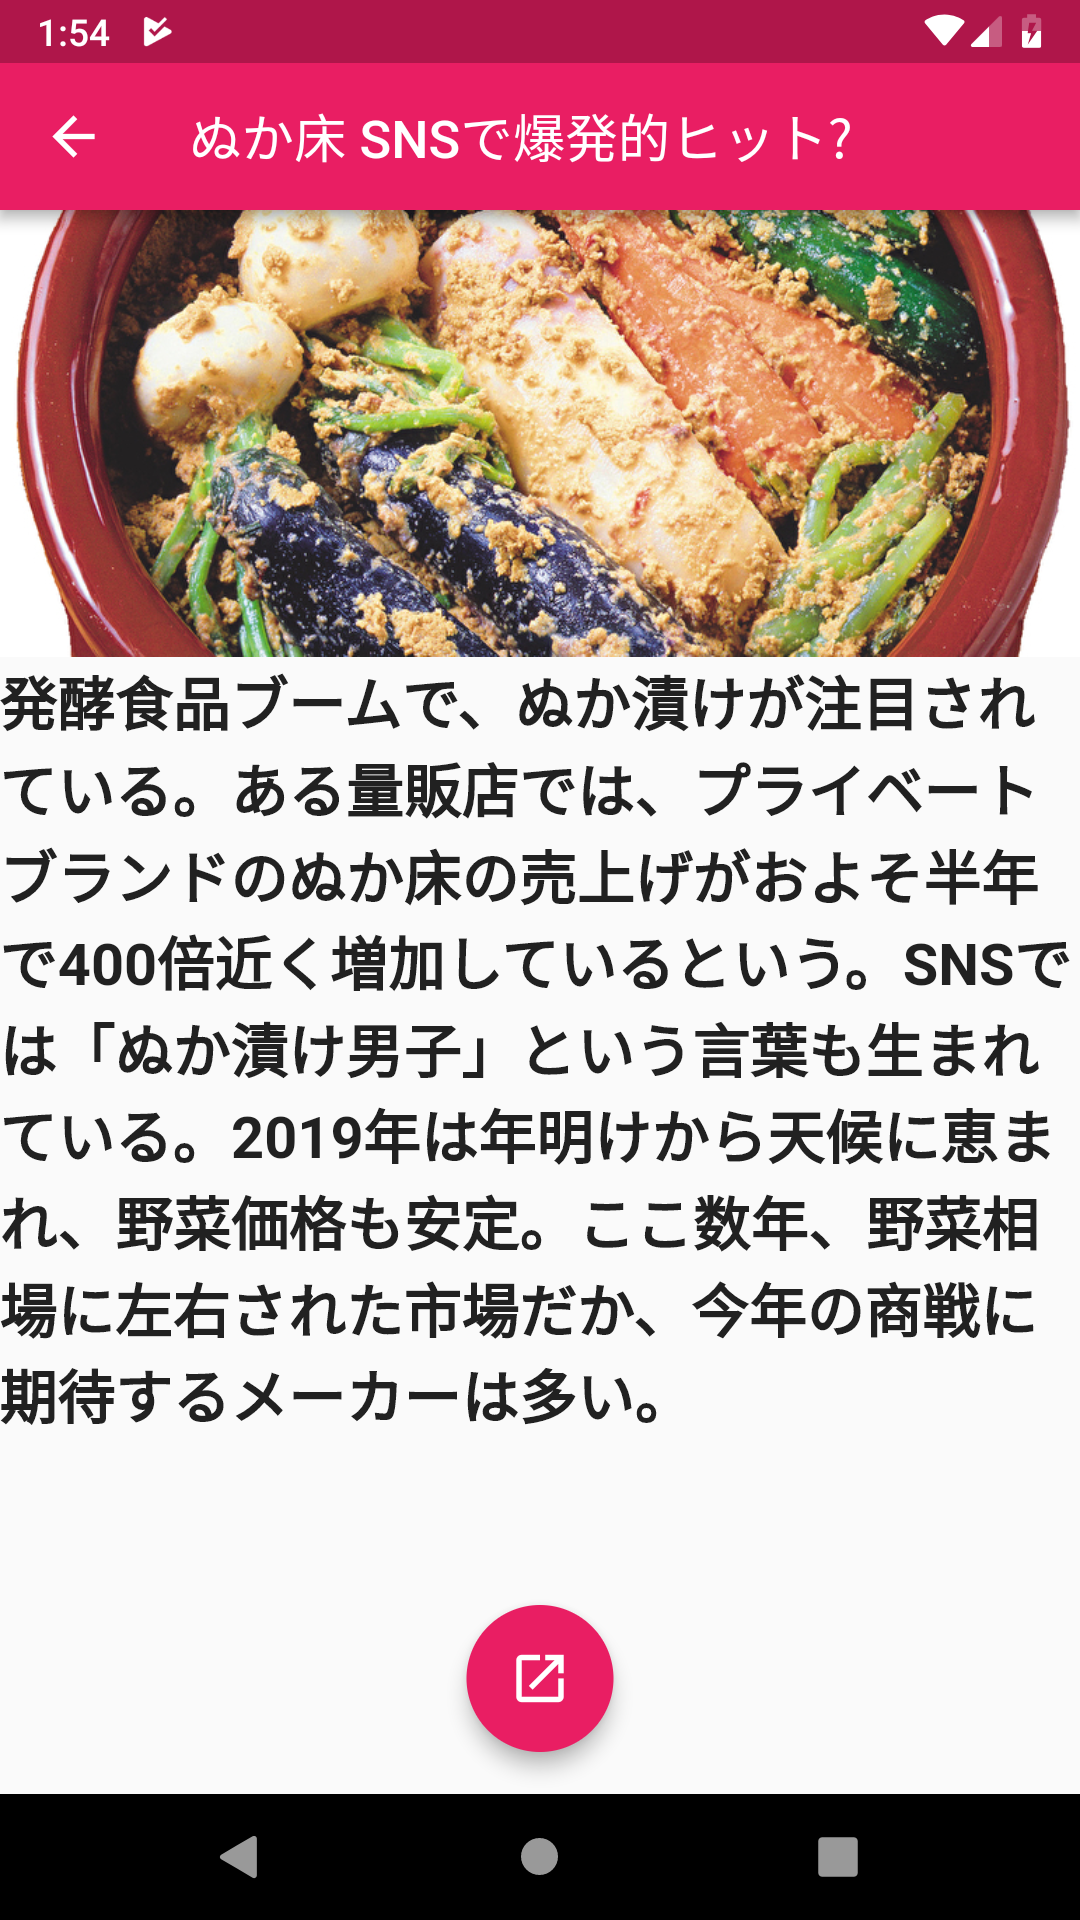 1:54
ぬか床 SNSで爆発的ヒット?
発酵食品ブームで、ぬか漬けが注目され
ている。ある量販店では、プライベート
ブランドのぬか床の売上げがおよそ半年
で400倍近く増加しているという。SNSで
は「ぬか漬け男子」という言葉も生まれ
ている。2019年は年明けから天候に恵ま
れ、野菜価格も安定。ここ数年、野菜相
場に左右された市場だか、今年の商戦に
期待するメーカーは多い。